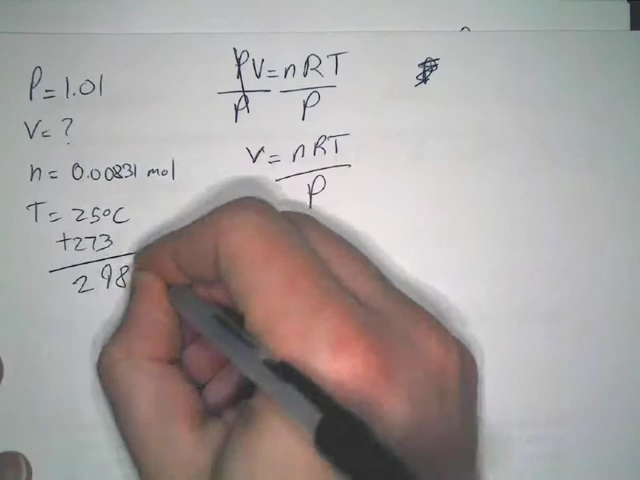 P = 1.01
V = ?
n = 0.00831 mol
T = 25°C
+273
298
PV = nRT
P P
V = nRT
P